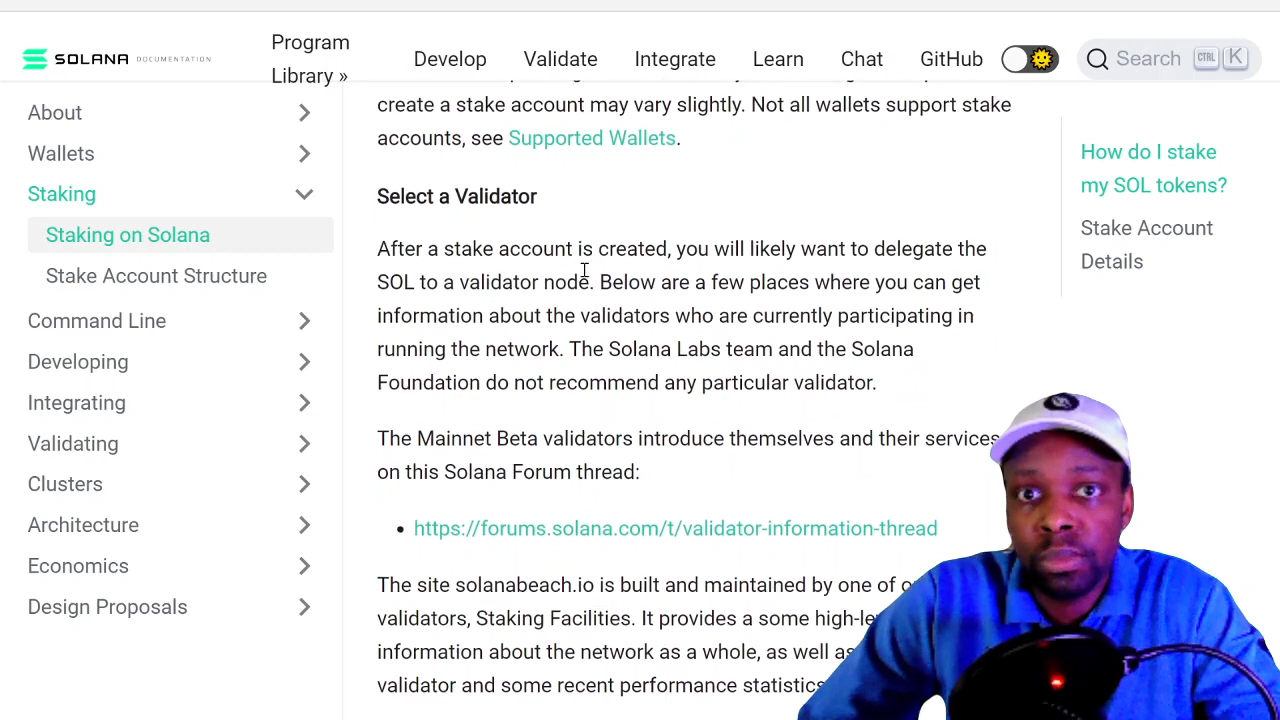 SOLANA DOCUMENTATION
Program
Library »
Develop
Validate
Integrate
Learn
Chat
GitHub
Search
CTRL
K
About
Wallets
Staking
Staking on Solana
Stake Account Structure
Command Line
Developing
Integrating
Validating
Clusters
Architecture
Economics
Design Proposals
create a stake account may vary slightly. Not all wallets support stake
accounts, see Supported Wallets.
Select a Validator
After a stake account is created, you will likely want to delegate the
SOL to a validator node. Below are a few places where you can get
information about the validators who are currently participating in
running the network. The Solana Labs team and the Solana
Foundation do not recommend any particular validator.
The Mainnet Beta validators introduce themselves and their services
on this Solana Forum thread:
• https://forums.solana.com/t/validator-information-thread
The site solanabeach.io is built and maintained by one of
validators, Staking Facilities. It provides a some
information about the network as a whole, as well as
validator and some recent performance statistics
How do I stake
my SOL tokens?
Stake Account
Details